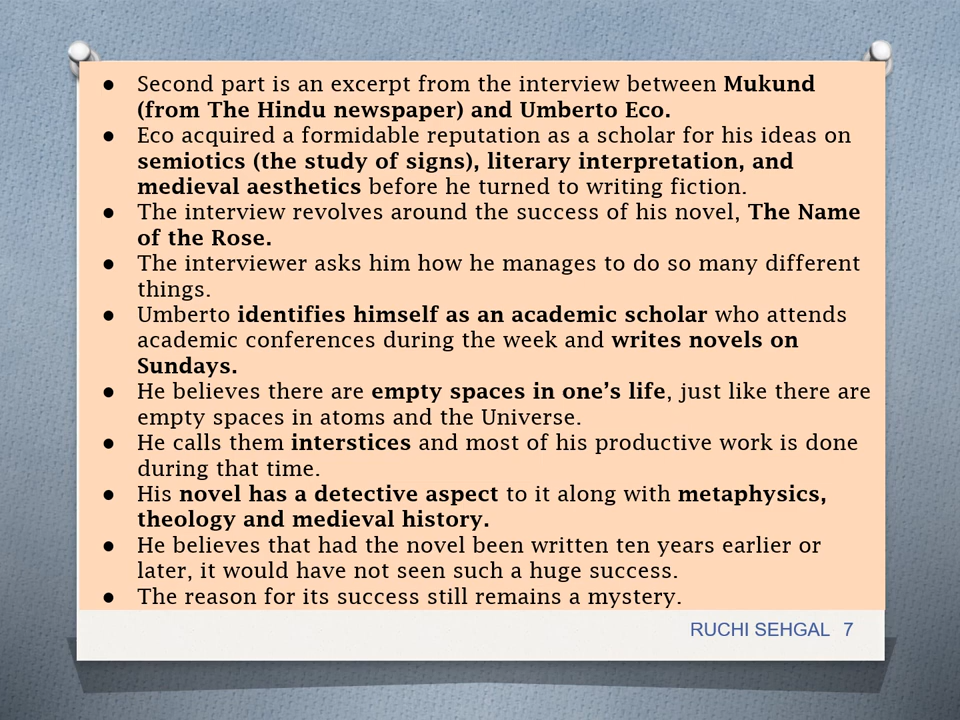 ● Second part is an excerpt from the interview between Mukund
(from The Hindu newspaper) and Umberto Eco.
● Eco acquired a formidable reputation as a scholar for his ideas on
semiotics (the study of signs), literary interpretation, and
medieval aesthetics before he turned to writing fiction.
● The interview revolves around the success of his novel, The Name
of the Rose.
● The interviewer asks him how he manages to do so many different
things.
● Umberto identifies himself as an academic scholar who attends
academic conferences during the week and writes novels on
Sundays.
● He believes there are empty spaces in one’s life, just like there are
empty spaces in atoms and the Universe.
● He calls them interstices and most of his productive work is done
during that time.
● His novel has a detective aspect to it along with metaphysics,
theology and medieval history.
● He believes that had the novel been written ten years earlier or
later, it would have not seen such a huge success.
● The reason for its success still remains a mystery.
RUCHI SEHGAL 7